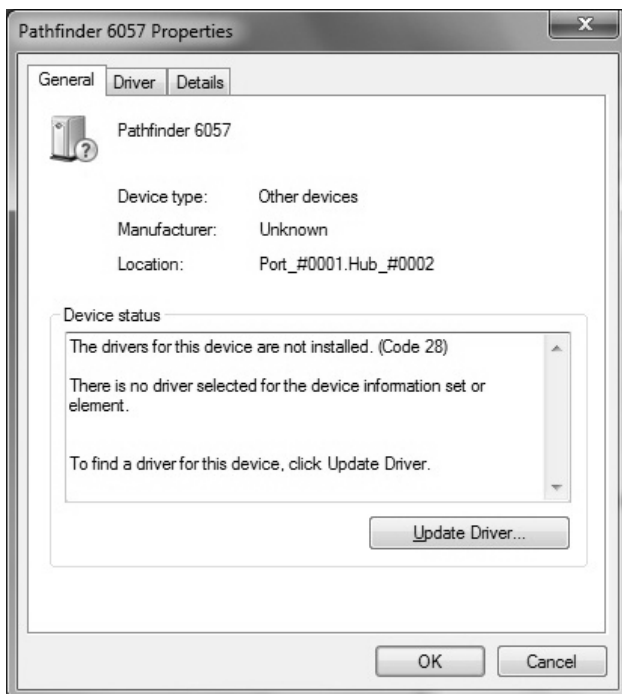 Pathfinder 6057 Properties
X
General Driver Details
Pathfinder 6057
?
Device type: Other devices
Manufacturer: Unknown
Location: Port_#0001.Hub_#0002
Device status
The drivers for this device are not installed. (Code 28)
There is no driver selected for the device information set or
element.
To find a driver for this device, click Update Driver.
Update Driver...
OK Cancel